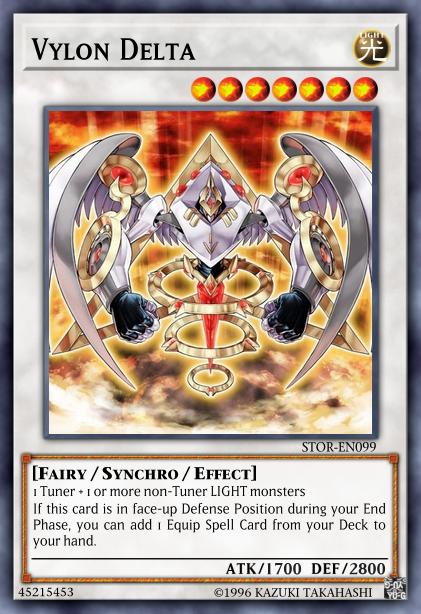 VYLON DELTA
LIGHT
光
STOR-EN099
[FAIRY / SYNCHRO / EFFECT]
1 Tuner + 1 or more non-Tuner LIGHT monsters
If this card is in face-up Defense Position during your End
Phase, you can add 1 Equip Spell Card from your Deck to
your hand.
ATK/1700 DEF/2800
45215453
©1996 KAZUKI TAKAHASHI